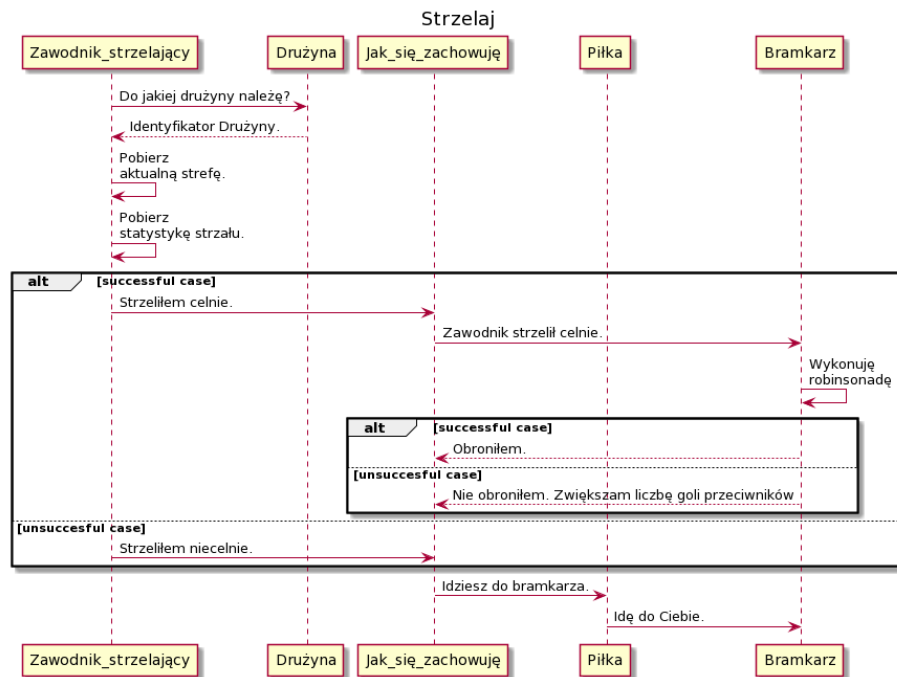 Strzelaj
Zawodnik_strzelający
Drużyna
Jak_się_zachowuję
Piłka
Bramkarz
Do jakiej drużyny należę?
Identyfikator Drużyny.
Pobierz
aktualną strefę.
Pobierz
statystykę strzału.
alt [successful case]
Strzeliłem celnie.
Zawodnik strzelił celnie.
Wykonuję
robinsonadę
alt [successful case]
Obroniłem.
[unsuccesful case]
Nie obroniłem. Zwiększam liczbę goli przeciwników
[unsuccesful case]
Strzeliłem niecelnie.
Idziesz do bramkarza.
Idę do Ciebie.
Zawodnik_strzelający
Drużyna
Jak_się_zachowuję
Piłka
Bramkarz